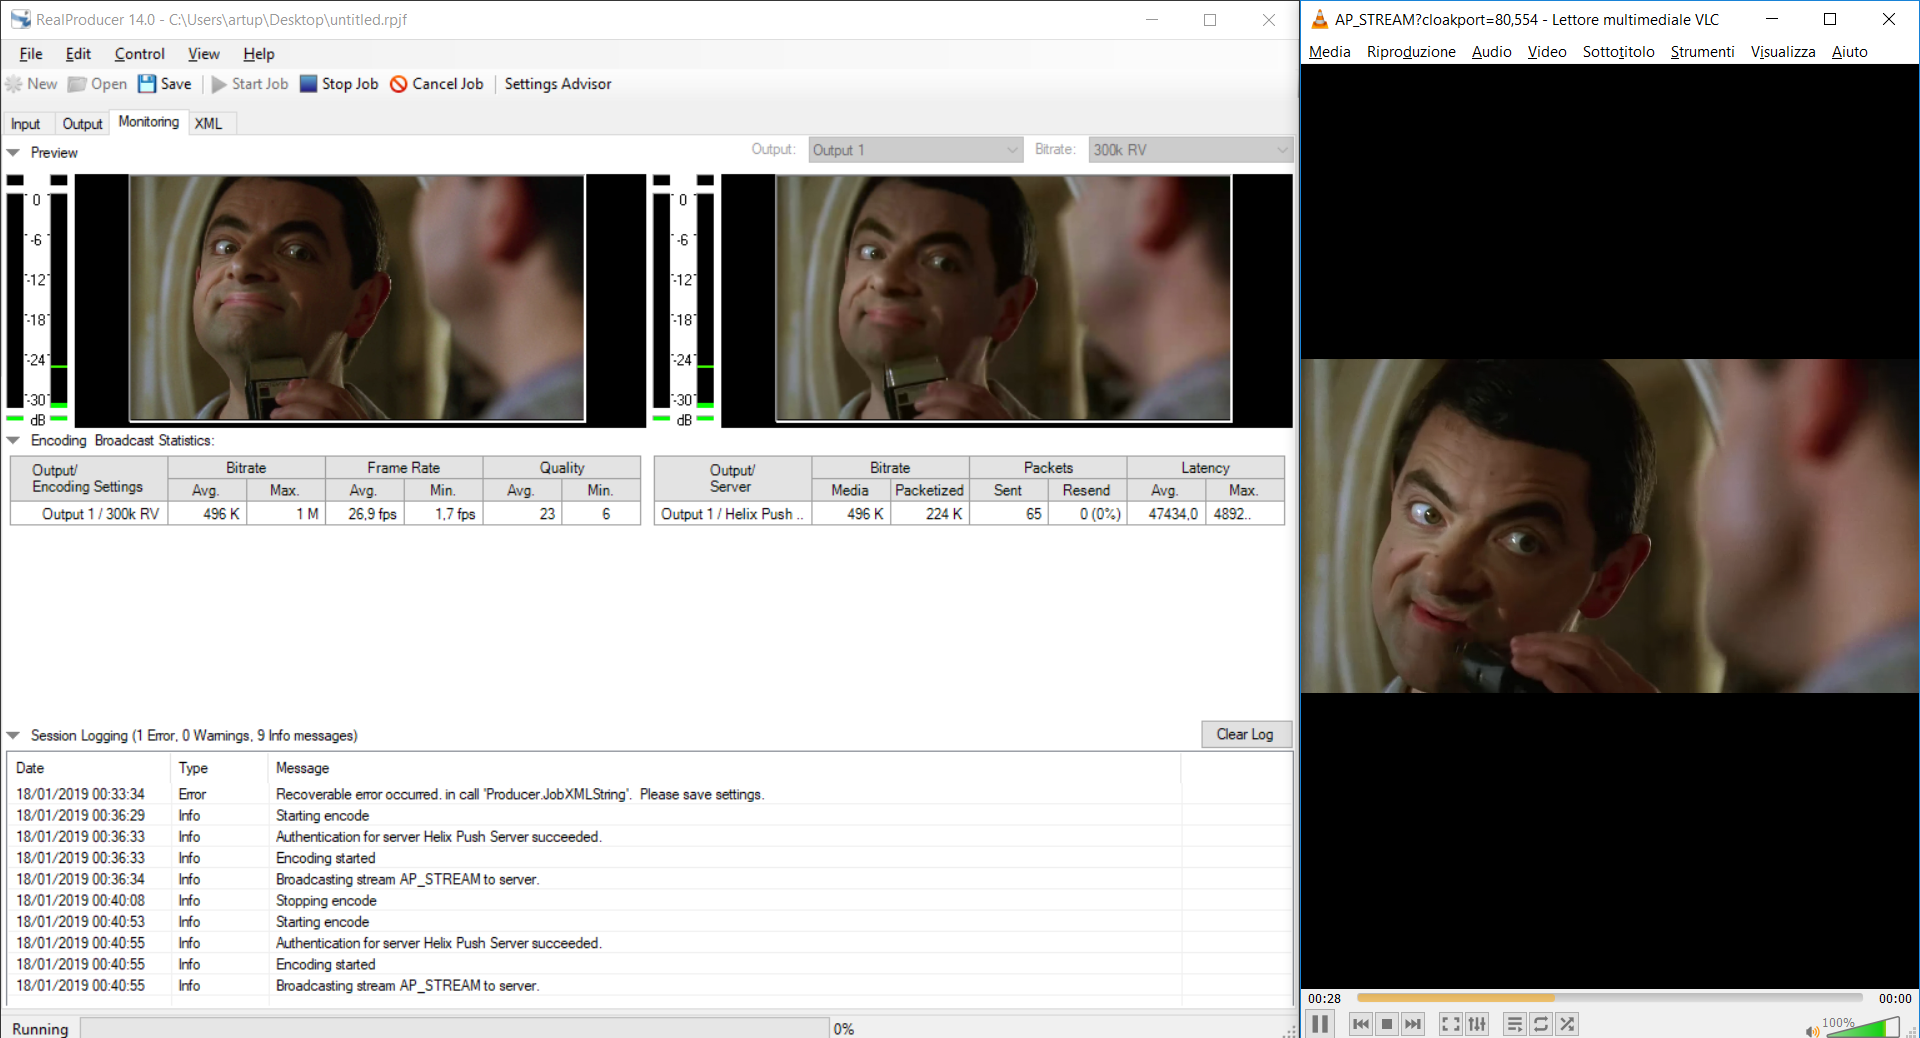 RealProducer 14.0 - C:\Users\artup\Desktop\untitled.rpjf
File Edit Control View Help
New Open Save Start Job Stop Job Cancel Job Settings Advisor
Input Output Monitoring XML
Preview Output: Output 1 Bitrate: 300k RV
0 0
-6 -6
-12 -12
-18 -18
-24 -24
-30 -30
dB dB
Encoding Broadcast Statistics:
Output/ Encoding Settings Bitrate Frame Rate Quality
Avg. Max. Avg. Min. Avg. Min.
Output 1 / 300k RV 496 K 1 M 26,9 fps 1,7 fps 23 6
Output/ Server Bitrate Packets Latency
Media Packetized Sent Resend Avg. Max.
Output 1 / Helix Push .. 496 K 224 K 65 0 (0%) 47434,0 4892..
Session Logging (1 Error, 0 Warnings, 9 Info messages) Clear Log
Date Type Message
18/01/2019 00:33:34 Error Recoverable error occurred. in call 'Producer.JobXMLString'. Please save settings.
18/01/2019 00:36:29 Info Starting encode
18/01/2019 00:36:33 Info Authentication for server Helix Push Server succeeded.
18/01/2019 00:36:33 Info Encoding started
18/01/2019 00:36:34 Info Broadcasting stream AP_STREAM to server.
18/01/2019 00:40:08 Info Stopping encode
18/01/2019 00:40:53 Info Starting encode
18/01/2019 00:40:55 Info Authentication for server Helix Push Server succeeded.
18/01/2019 00:40:55 Info Encoding started
18/01/2019 00:40:55 Info Broadcasting stream AP_STREAM to server.
Running 0%
AP_STREAM?cloakport=80,554 - Lettore multimediale VLC
Media Riproduzione Audio Video Sottotitolo Strumenti Visualizza Aiuto
00:28 00:00
100%